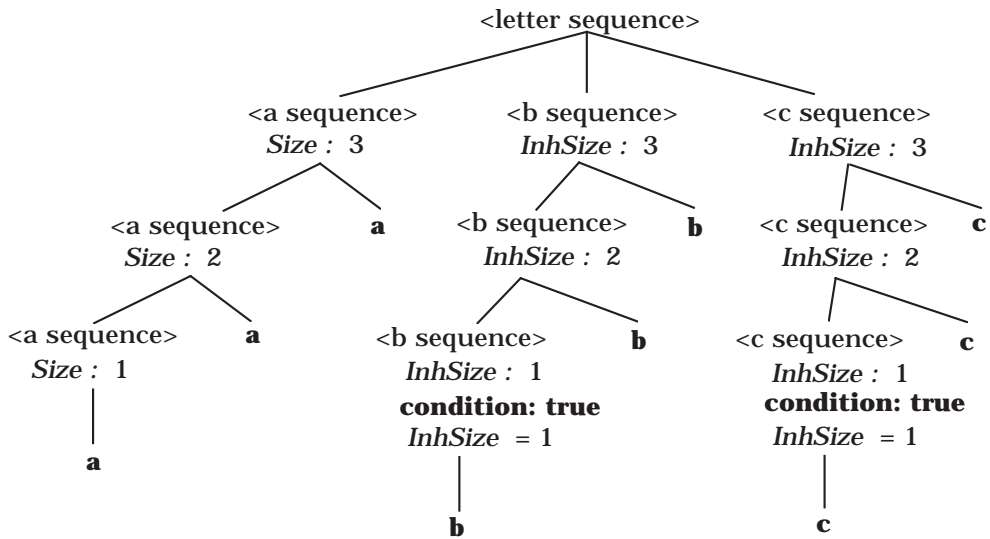 <letter sequence>
<a sequence> <b sequence> <c sequence>
Size : 3 InhSize : 3 InhSize : 3
<a sequence> a <b sequence> b <c sequence> c
Size : 2 InhSize : 2 InhSize : 2
<a sequence> a <b sequence> b <c sequence> c
Size : 1 InhSize : 1 InhSize : 1
condition: true condition: true
InhSize = 1 InhSize = 1
a
b c